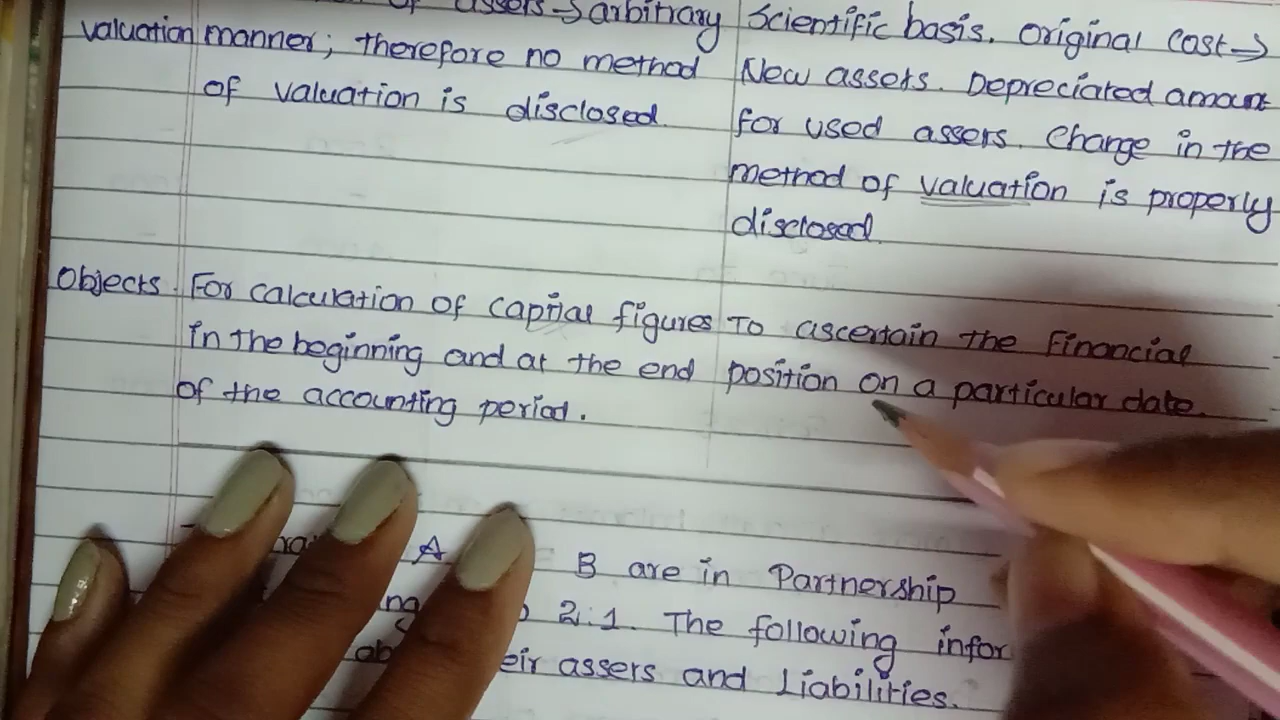 of assets → arbitrary
valuation manner; therefore no method
of valuation is disclosed
Scientific basis. Original Cost →
New assets. Depreciated amount
for used assets. Change in the
method of valuation is properly
disclosed.
Objects. For calculation of capital figures
in the beginning and at the end
of the accounting period.
To ascertain the Financial
position on a particular date.
A B are in Partnership
2:1. The following infor
their assets and Liabilities.